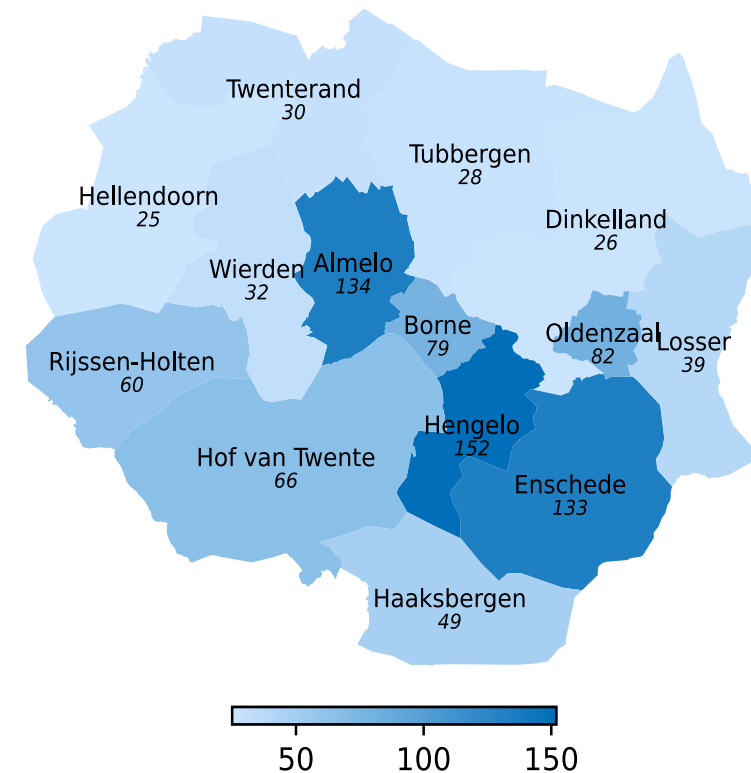 Twenterand
30
Tubbergen
28
Hellendoorn
25
Dinkelland
26
Wierden
32
Almelo
134
Borne
79
Oldenzaal
82
Losser
39
Rijssen-Holten
60
Hengelo
152
Hof van Twente
66
Enschede
133
Haaksbergen
49
50 100 150